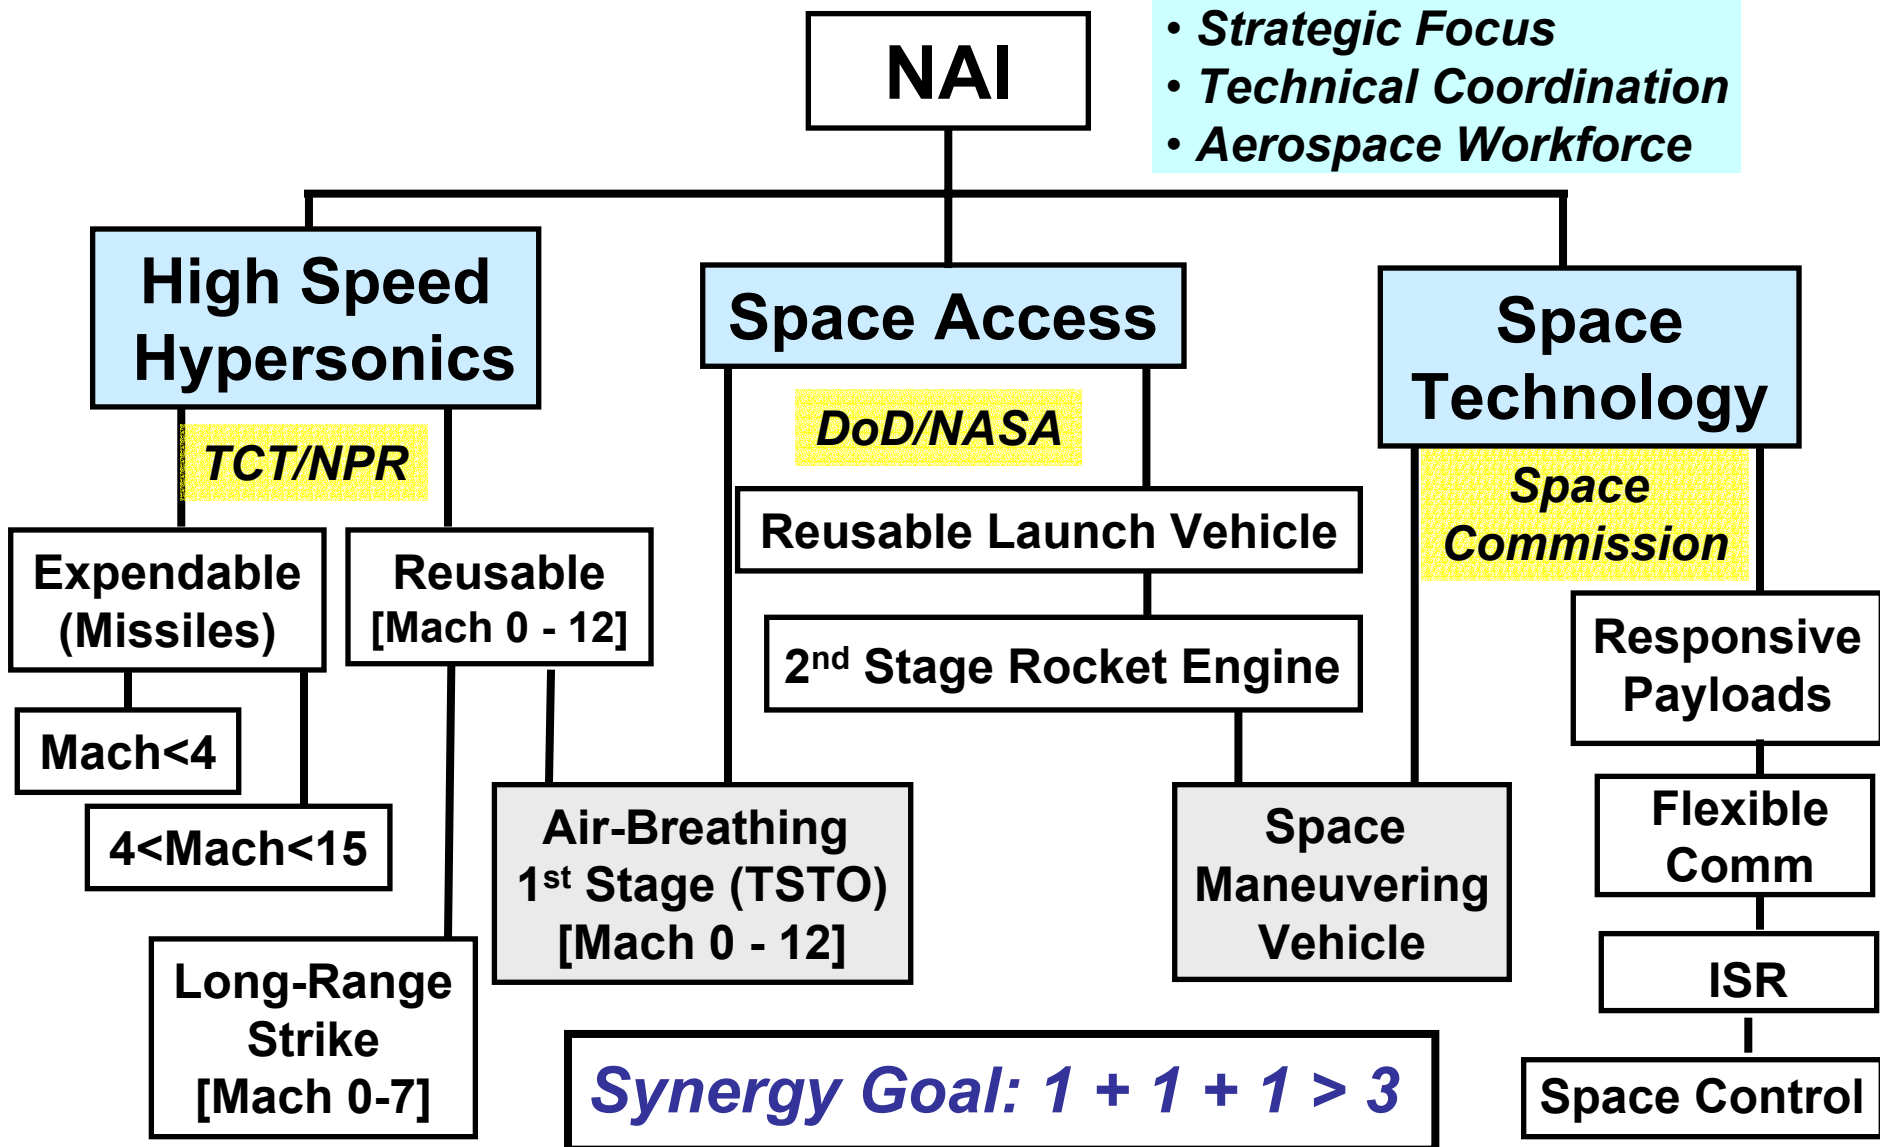 NAI
• Strategic Focus
• Technical Coordination
• Aerospace Workforce
High Speed
Hypersonics
Space Access
Space
Technology
TCT/NPR
DoD/NASA
Space
Commission
Expendable
(Missiles)
Reusable
[Mach 0 - 12]
Reusable Launch Vehicle
2nd Stage Rocket Engine
Responsive
Payloads
Mach<4
4<Mach<15
Air-Breathing
1st Stage (TSTO)
[Mach 0 - 12]
Space
Maneuvering
Vehicle
Flexible
Comm
Long-Range
Strike
[Mach 0-7]
ISR
Space Control
Synergy Goal: 1 + 1 + 1 > 3